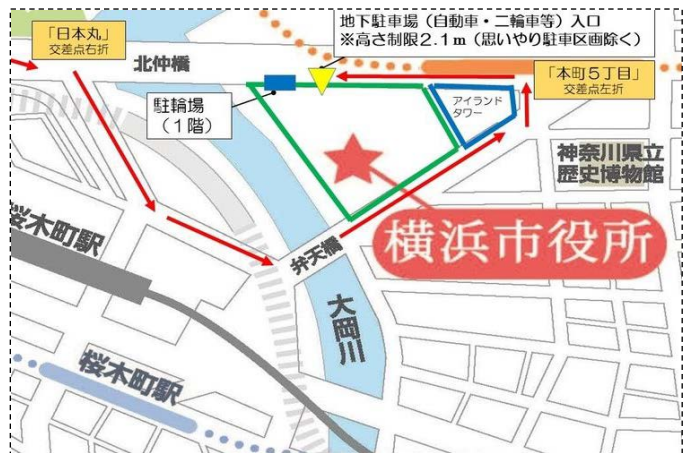 地下駐車場（自動車・二輪車等）入口
※高さ制限2.1m（思いやり駐車区画除く）
「日本丸」
交差点右折
北仲橋
「本町５丁目」
交差点左折
駐輪場
（１階）
アイランド
タワー
神奈川県立
歴史博物館
桜木町駅
横浜市役所
弁天橋
大岡川
桜木町駅